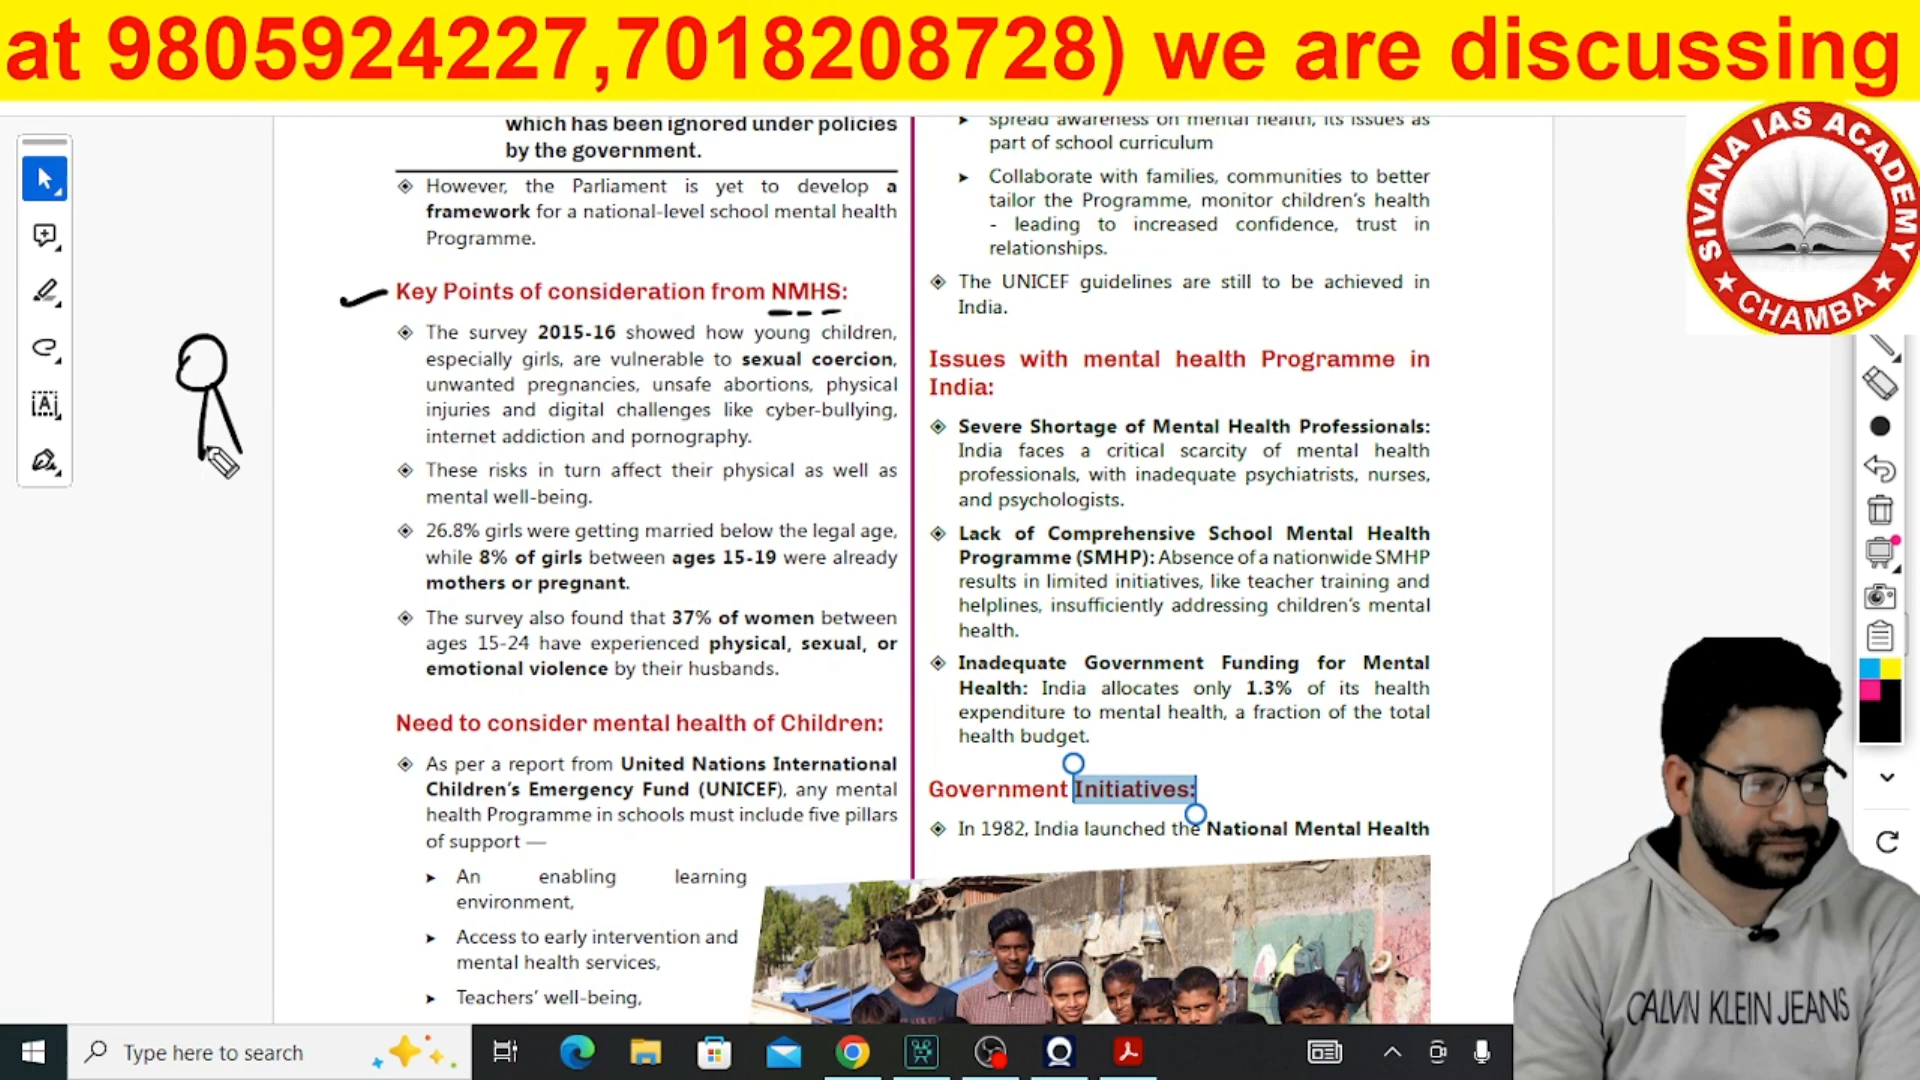 at 9805924227,7018208728) we are discussing
SIVANA IAS ACADEMY
CHAMBA
which has been ignored under policies
by the government.
However, the Parliament is yet to develop a
framework for a national-level school mental health
Programme.
Key Points of consideration from NMHS:
The survey 2015-16 showed how young children,
especially girls, are vulnerable to sexual coercion,
unwanted pregnancies, unsafe abortions, physical
injuries and digital challenges like cyber-bullying,
internet addiction and pornography.
These risks in turn affect their physical as well as
mental well-being.
26.8% girls were getting married below the legal age,
while 8% of girls between ages 15-19 were already
mothers or pregnant.
The survey also found that 37% of women between
ages 15-24 have experienced physical, sexual, or
emotional violence by their husbands.
Need to consider mental health of Children:
As per a report from United Nations International
Children's Emergency Fund (UNICEF), any mental
health Programme in schools must include five pillars
of support —
An enabling learning
environment,
Access to early intervention and
mental health services,
Teachers' well-being,
spread awareness on mental health, its issues as
part of school curriculum
Collaborate with families, communities to better
tailor the Programme, monitor children's health
- leading to increased confidence, trust in
relationships.
The UNICEF guidelines are still to be achieved in
India.
Issues with mental health Programme in
India:
Severe Shortage of Mental Health Professionals:
India faces a critical scarcity of mental health
professionals, with inadequate psychiatrists, nurses,
and psychologists.
Lack of Comprehensive School Mental Health
Programme (SMHP): Absence of a nationwide SMHP
results in limited initiatives, like teacher training and
helplines, insufficiently addressing children's mental
health.
Inadequate Government Funding for Mental
Health: India allocates only 1.3% of its health
expenditure to mental health, a fraction of the total
health budget.
Government Initiatives:
In 1982, India launched the National Mental Health
CALVIN KLEIN JEANS
Type here to search